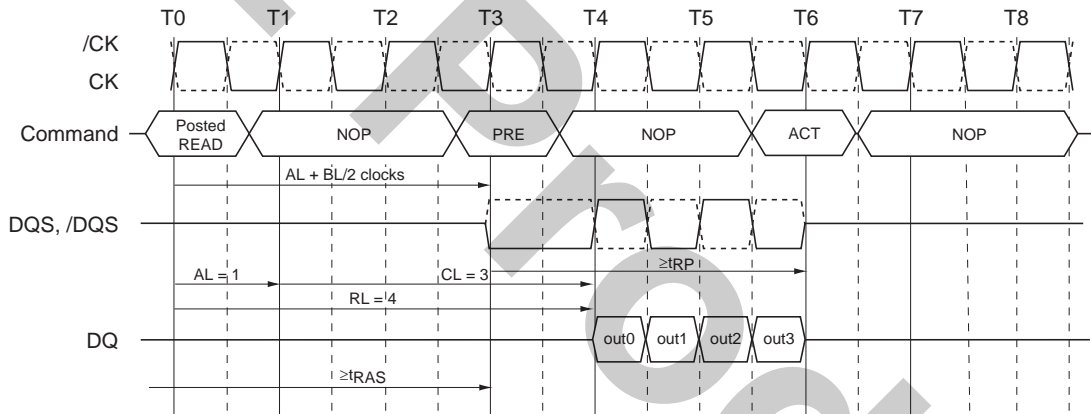 T0 T1 T2 T3 T4 T5 T6 T7 T8
/CK
CK
Command
Posted
READ
NOP
PRE
NOP
ACT
NOP
AL + BL/2 clocks
DQS, /DQS
≥tRP
AL = 1
CL = 3
RL = 4
DQ
out0 out1 out2 out3
≥tRAS